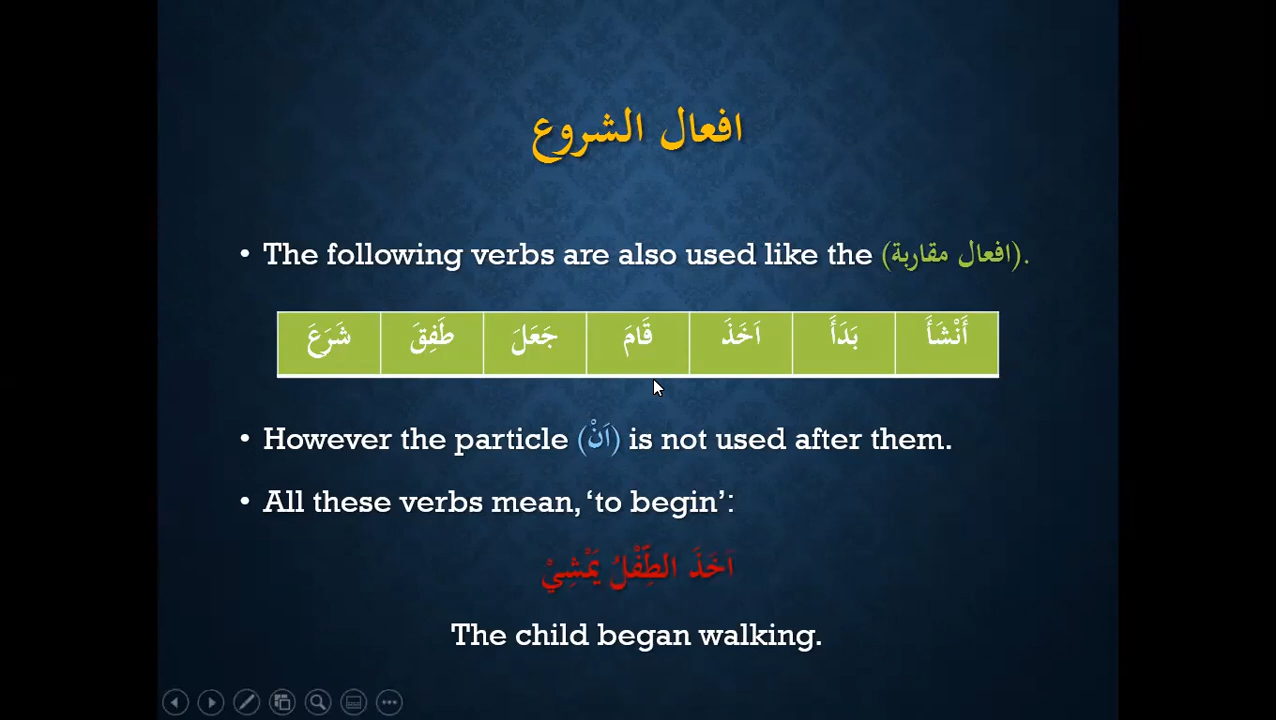 افعال الشروع
• The following verbs are also used like the (افعال مقاربة).
أَنْشَأَ بَدَأَ اَخَذَ قَامَ جَعَلَ طَفِقَ شَرَعَ
• However the particle (اَنْ) is not used after them.
• All these verbs mean, ‘to begin’:
اَخَذَ الطِّفْلُ يَمْشِيْ
The child began walking.